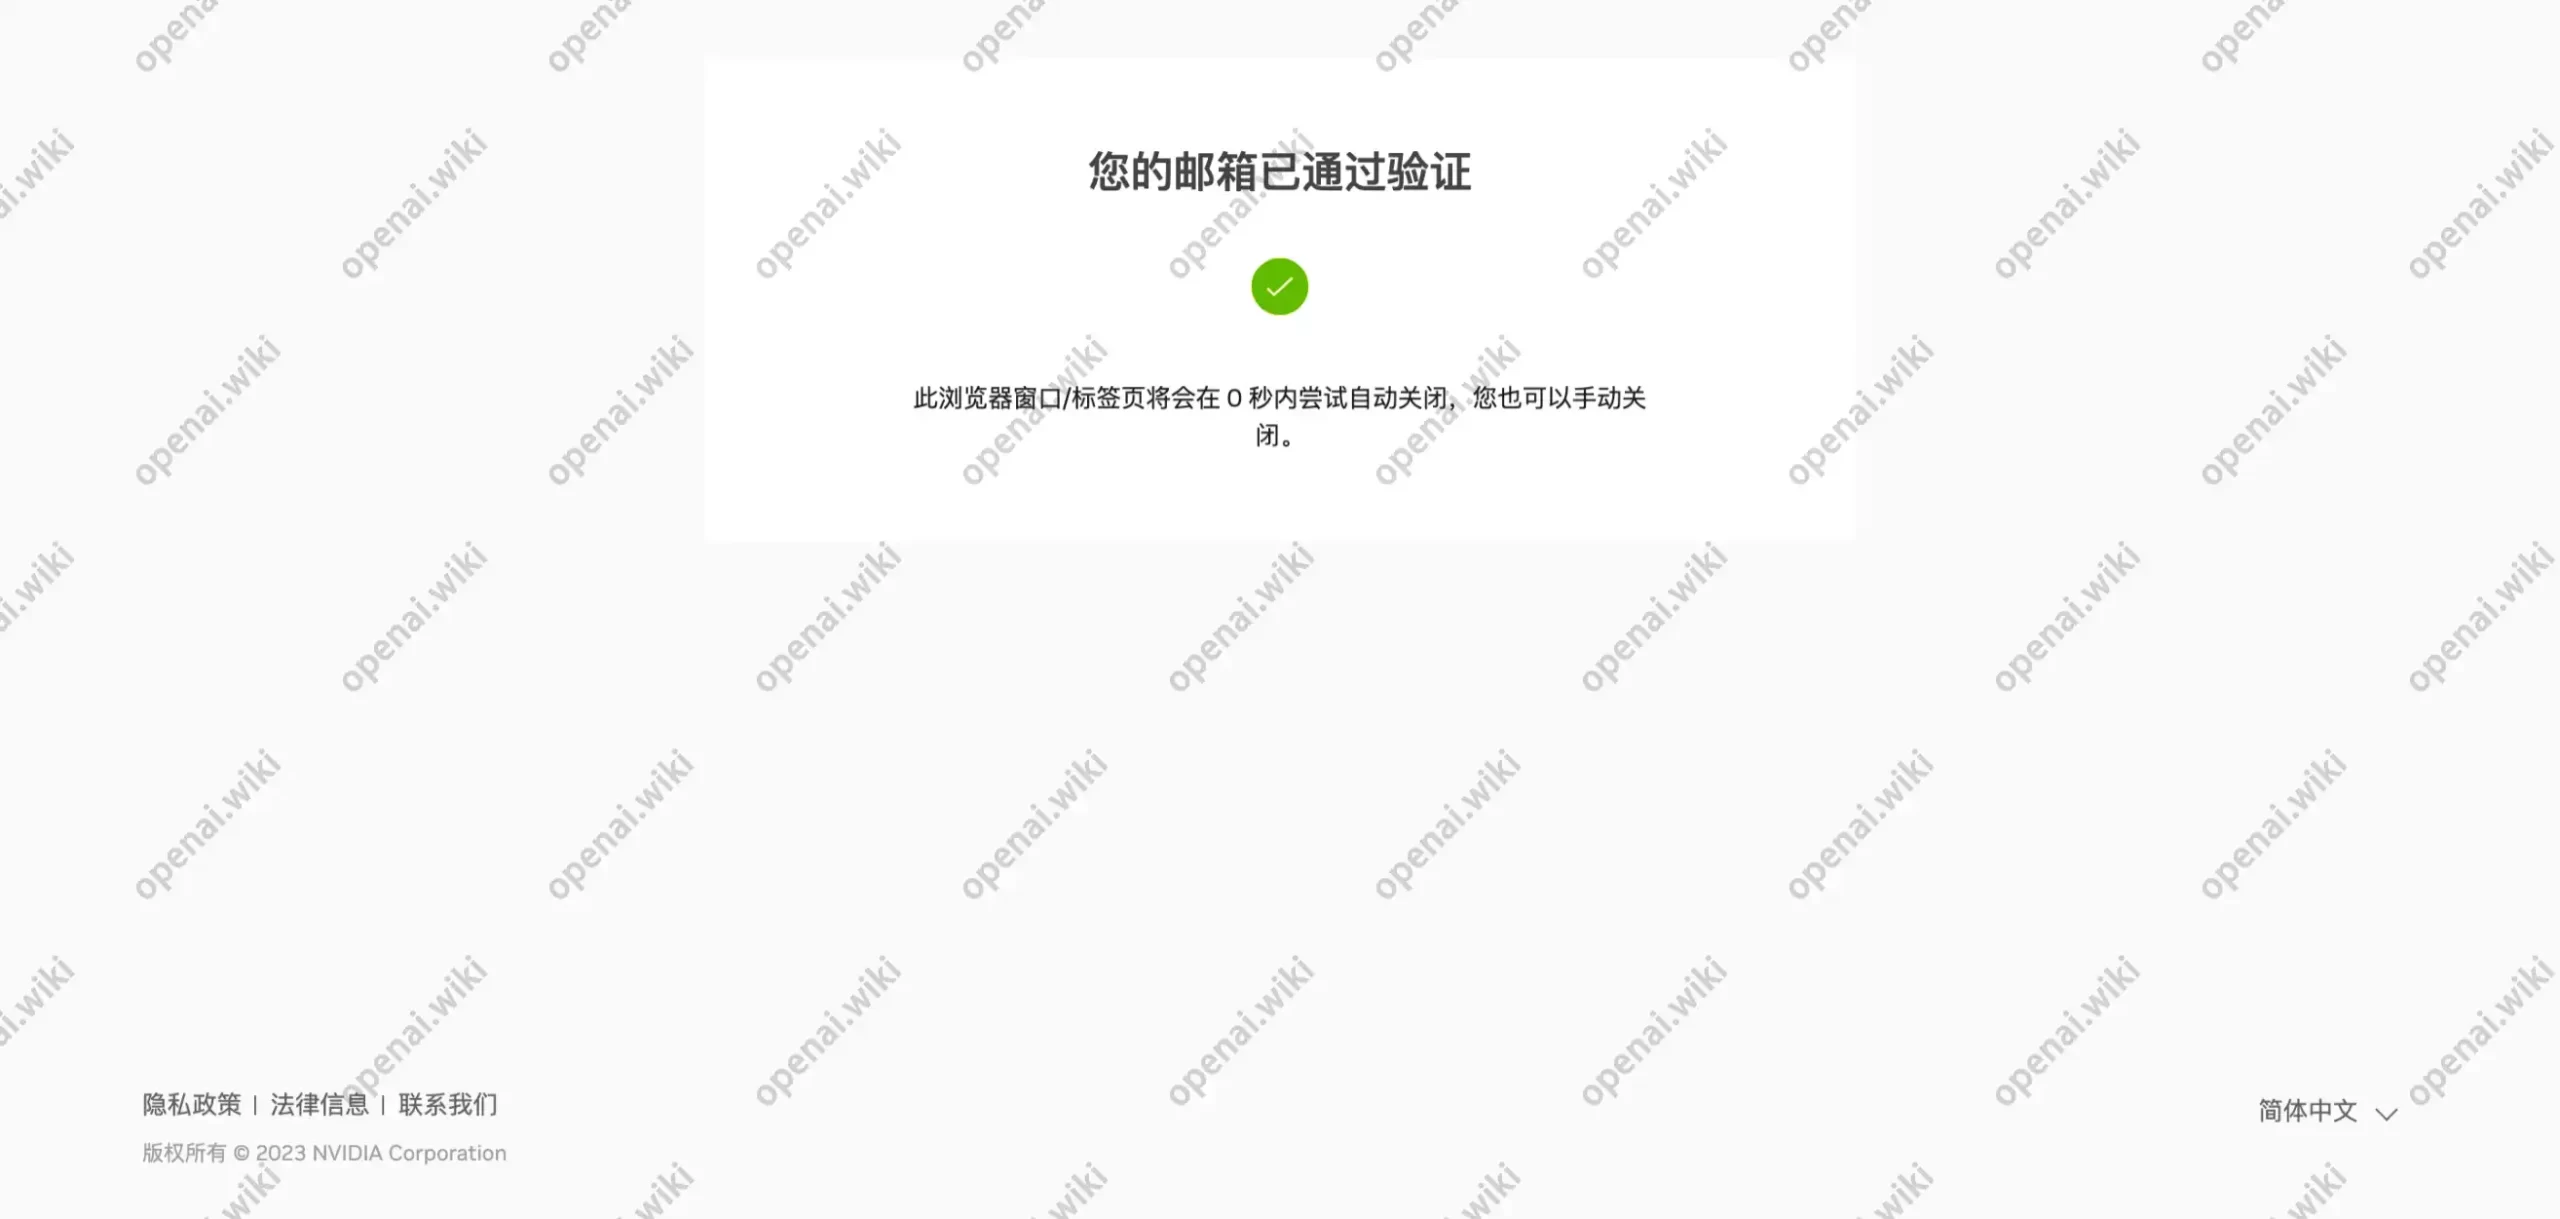 您的邮箱已通过验证
此浏览器窗口/标签页将会在 0 秒内尝试自动关闭，您也可以手动关
闭。
隐私政策 | 法律信息 | 联系我们
简体中文
版权所有 © 2023 NVIDIA Corporation
openai.wiki